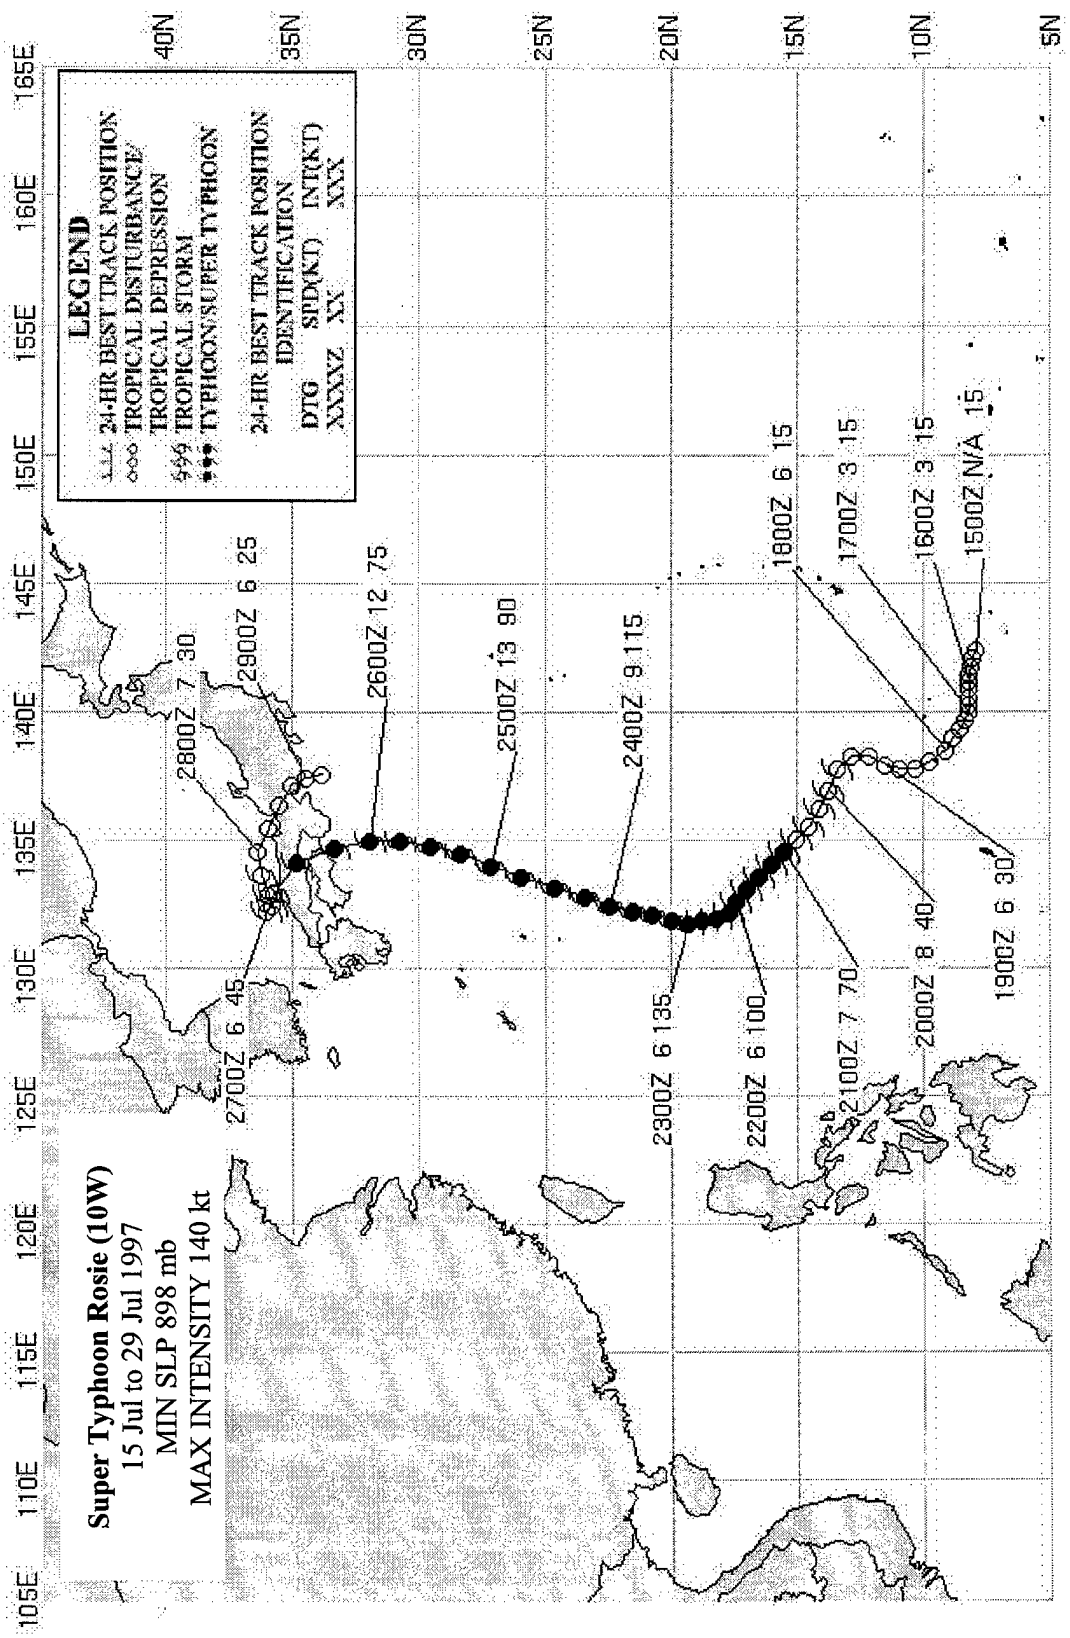 Super Typhoon Rosie (10W)
15 Jul to 29 Jul 1997
MIN SLP 898 mb
MAX INTENSITY 140 kt
LEGEND
24-HR BEST TRACK POSITION
TROPICAL DISTURBANCE/
TROPICAL DEPRESSION
TROPICAL STORM
TYPHOON/SUPER TYPHOON
24-HR BEST TRACK POSITION
IDENTIFICATION
DTG SPD(KT) INT(KT)
XXXXZ XX XXX
105E 110E 115E 120E 125E 130E 135E 140E 145E 150E 155E 160E 165E
40N
35N
30N
25N
20N
15N
10N
5N
2800Z 7 30
2900Z 6 25
2700Z 6 45
2600Z 12 75
2500Z 13 90
2400Z 9 115
2300Z 6 135
2200Z 6 100
2100Z 7 70
2000Z 8 40
1900Z 6 30
1800Z 6 15
1700Z 3 15
1600Z 3 15
1500Z N/A 15